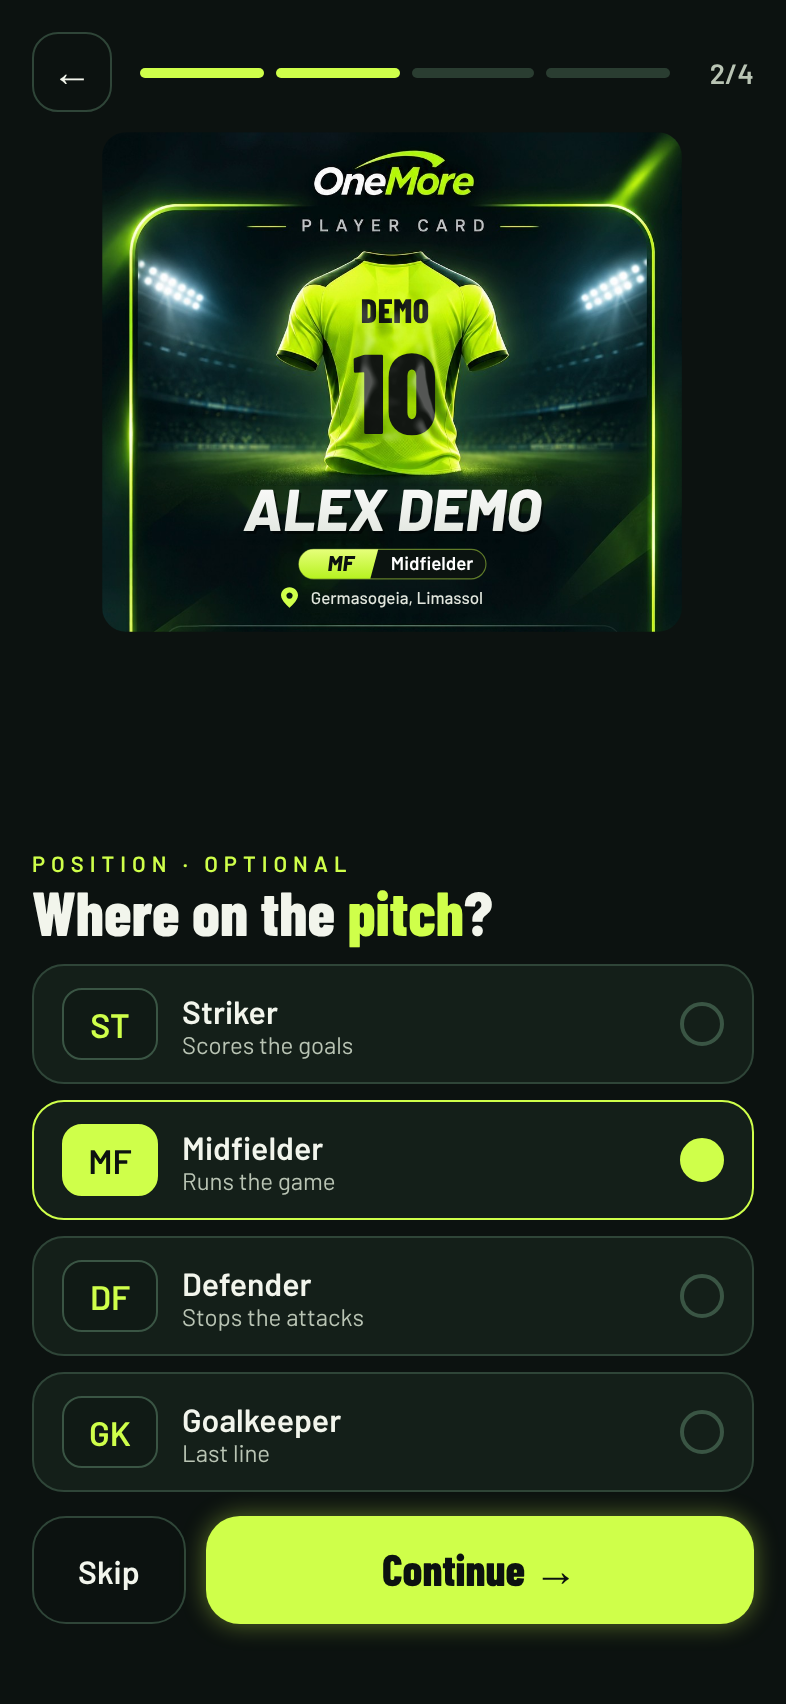 ←
2/4
OneMore
PLAYER CARD
DEMO
10
ALEX DEMO
MF Midfielder
Germasogeia, Limassol
POSITION · OPTIONAL
Where on the pitch?
ST
Striker
Scores the goals
MF
Midfielder
Runs the game
DF
Defender
Stops the attacks
GK
Goalkeeper
Last line
Skip
Continue →